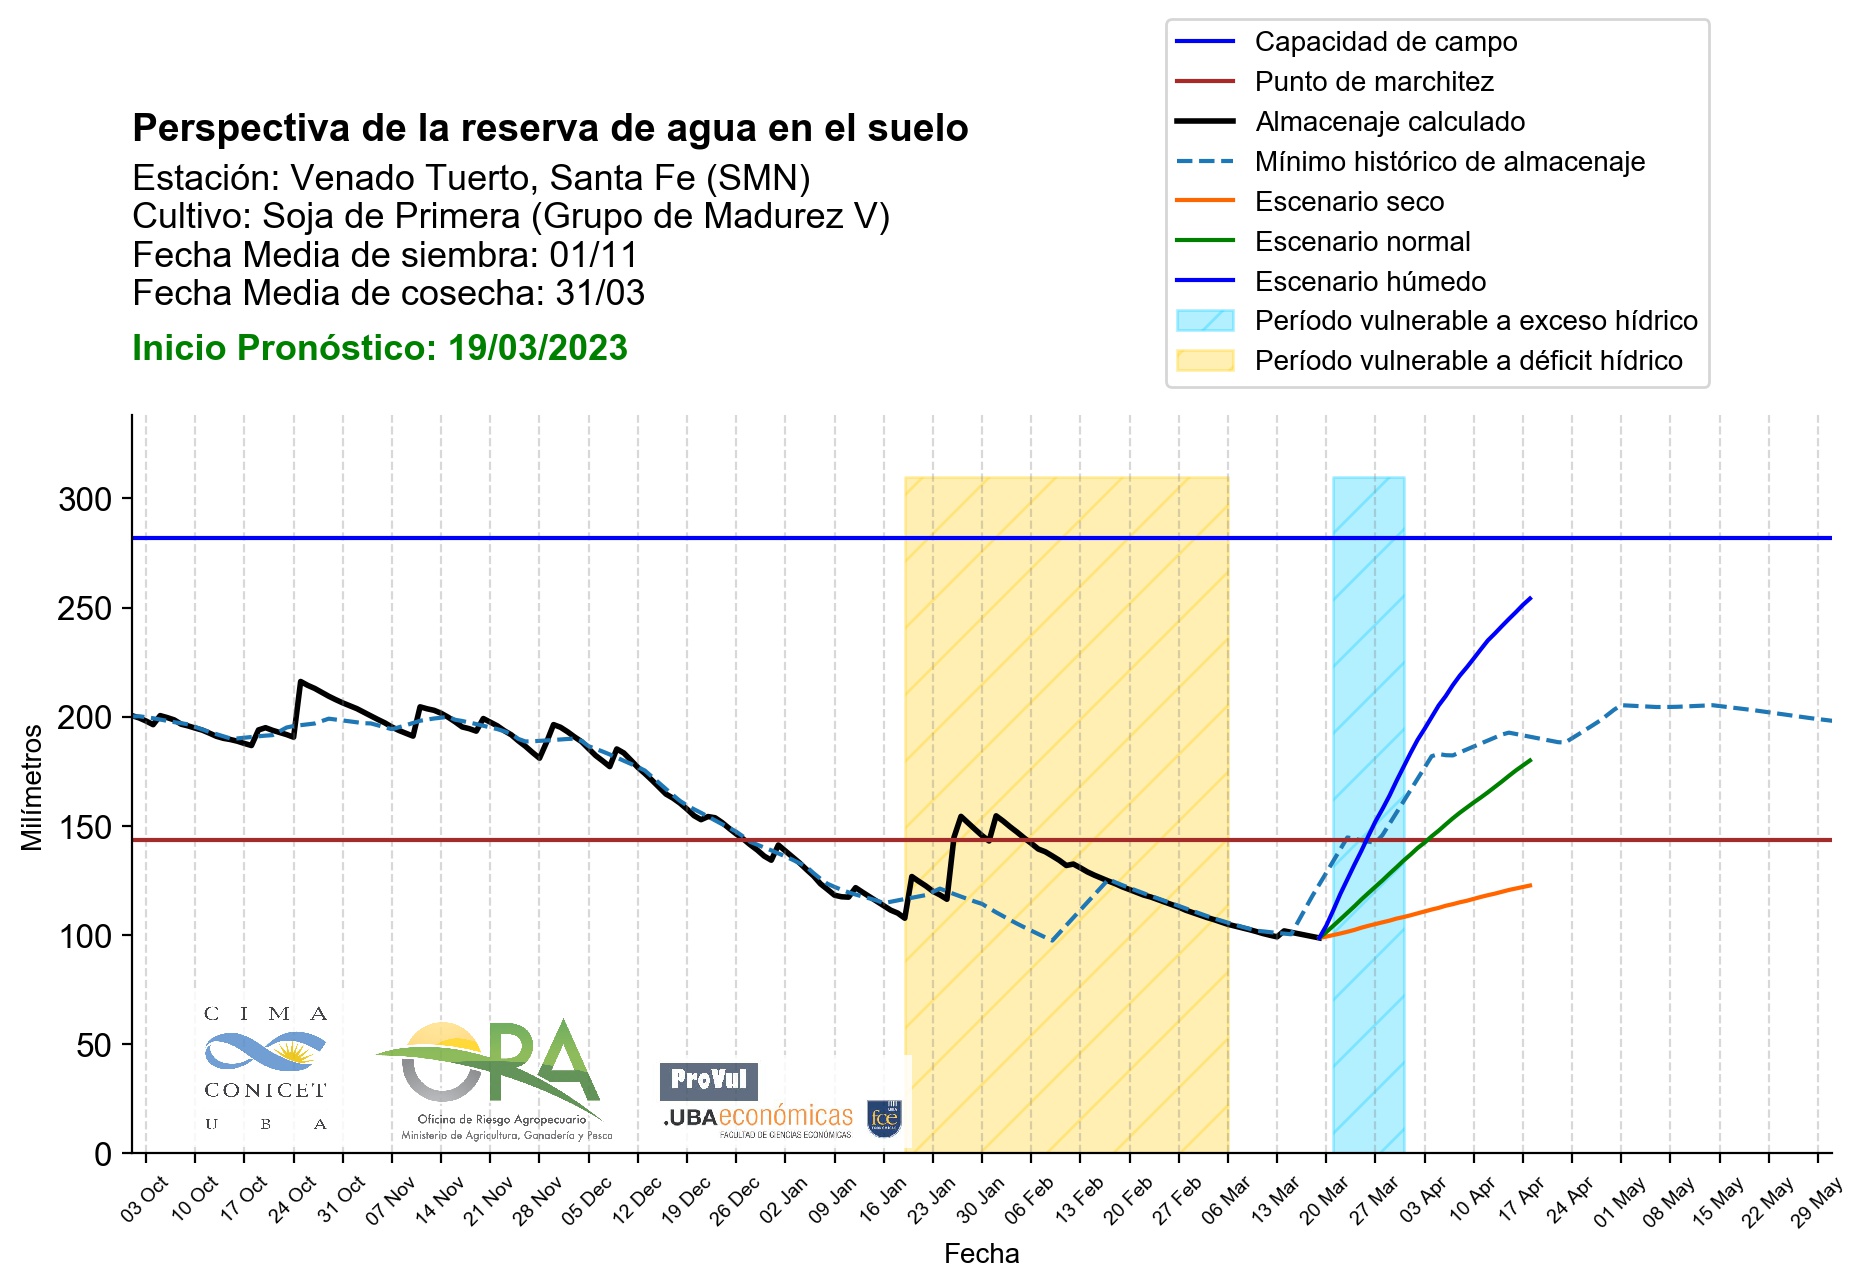 Capacidad de campo
Punto de marchitez
Almacenaje calculado
Mínimo histórico de almacenaje
Escenario seco
Escenario normal
Escenario húmedo
Período vulnerable a exceso hídrico
Período vulnerable a déficit hídrico
Perspectiva de la reserva de agua en el suelo
Estación: Venado Tuerto, Santa Fe (SMN)
Cultivo: Soja de Primera (Grupo de Madurez V)
Fecha Media de siembra: 01/11
Fecha Media de cosecha: 31/03
Inicio Pronóstico: 19/03/2023
Milímetros
300
250
200
150
100
50
0
CIMA
CONICET
UBA
ORA
Oficina de Riesgo Agropecuario
Ministerio de Agricultura, Ganadería y Pesca
ProVul
.UBAeconómicas
FACULTAD DE CIENCIAS ECONÓMICAS
UBA
fce
ECONÓMICAS
03 Oct
10 Oct
17 Oct
24 Oct
31 Oct
07 Nov
14 Nov
21 Nov
28 Nov
05 Dec
12 Dec
19 Dec
26 Dec
02 Jan
09 Jan
16 Jan
23 Jan
30 Jan
06 Feb
13 Feb
20 Feb
27 Feb
06 Mar
13 Mar
20 Mar
27 Mar
03 Apr
10 Apr
17 Apr
24 Apr
01 May
08 May
15 May
22 May
29 May
Fecha